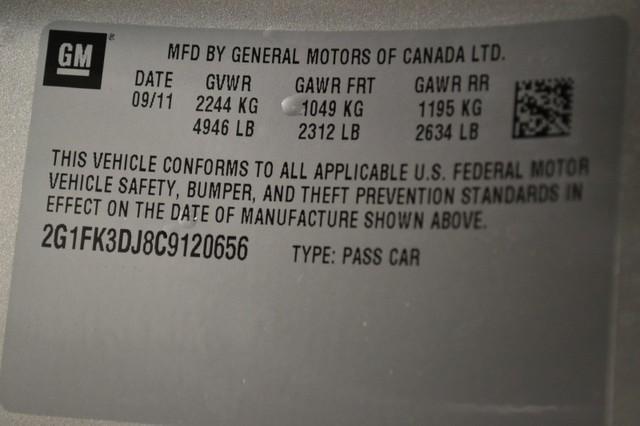 GM
MFD BY GENERAL MOTORS OF CANADA LTD.
DATE GVWR GAWR FRT GAWR RR
09/11 2244 KG 1049 KG 1195 KG
4946 LB 2312 LB 2634 LB
THIS VEHICLE CONFORMS TO ALL APPLICABLE U.S. FEDERAL MOTOR
VEHICLE SAFETY, BUMPER, AND THEFT PREVENTION STANDARDS IN
EFFECT ON THE DATE OF MANUFACTURE SHOWN ABOVE.
2G1FK3DJ8C9120656 TYPE: PASS CAR